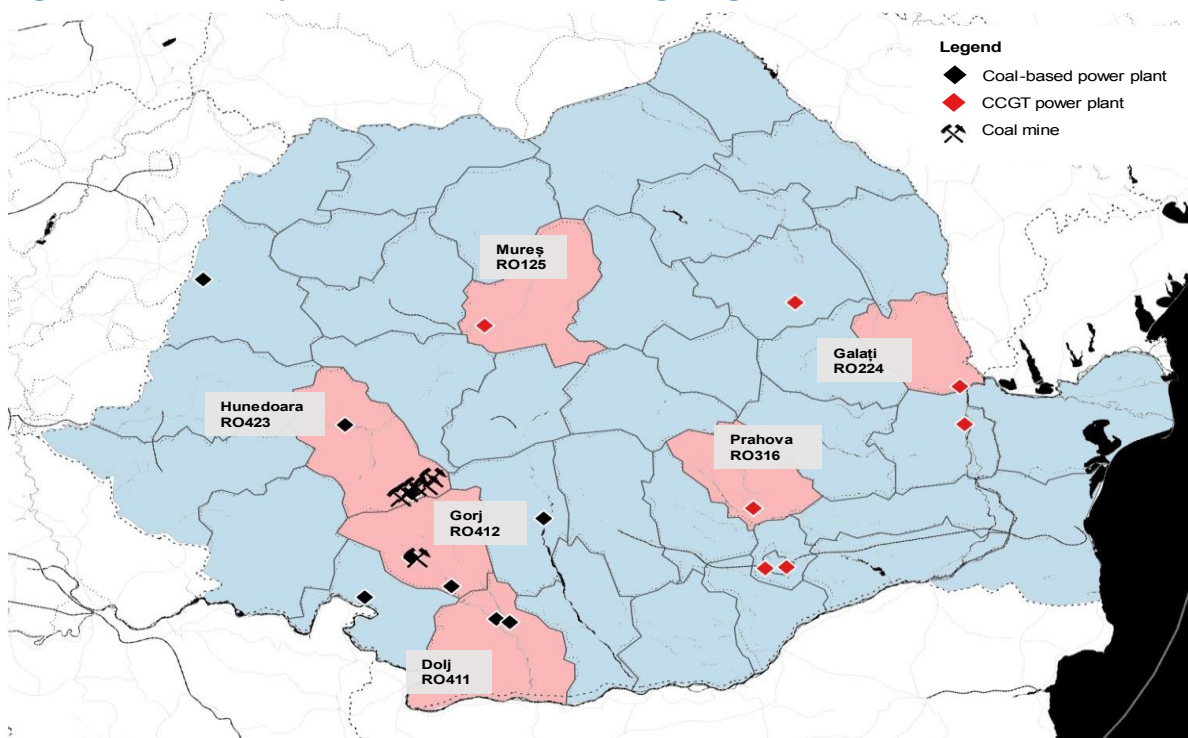 Legend
Coal-based power plant
CCGT power plant
Coal mine
Mureș
RO125
Galați
RO224
Hunedoara
RO423
Prahova
RO316
Gorj
RO412
Dolj
RO411